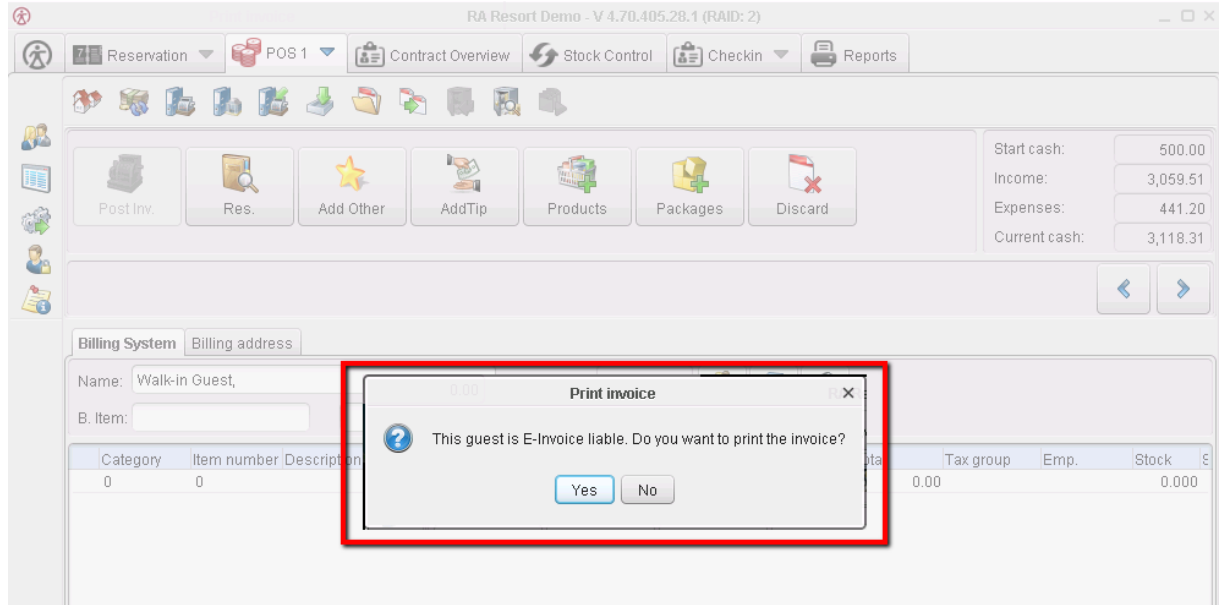 RA Resort Demo - V 4.70.405.28.1 (RAID: 2)
Reservation POS 1 Contract Overview Stock Control Checkin Reports
Start cash: 500.00
Income: 3,059.51
Expenses: 441.20
Current cash: 3,118.31
Post Inv. Res. Add Other AddTip Products Packages Discard
Billing System Billing address
Name: Walk-in Guest,
0.00
B. Item:
Print invoice
This guest is E-Invoice liable. Do you want to print the invoice?
Yes No
Category Item number Tax group Emp. Stock
0 0 0.00 0.000